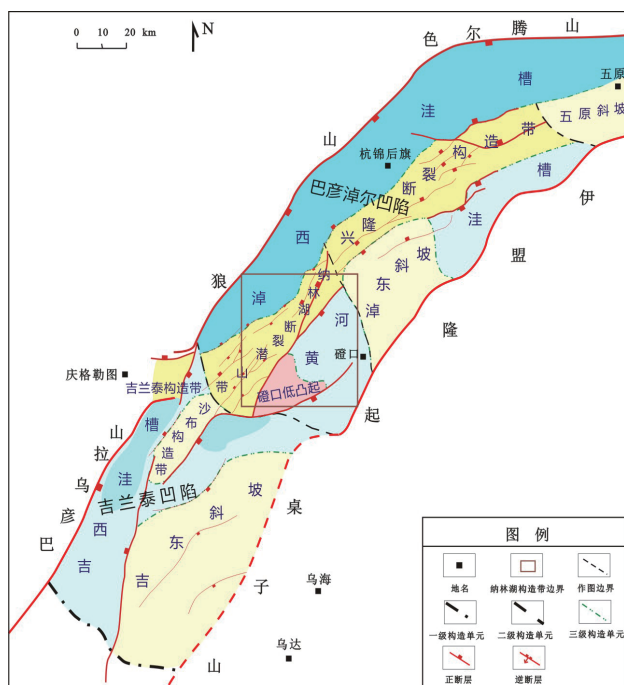 0 10 20 km
N
色尔腾山
五原
五原斜坡
杭锦后旗
巴彦淖尔凹陷
淖西洼槽
兴隆断裂构造带
狼山
纳林湖断裂潜山带
淖东斜坡
黄河洼槽
磴口
磴口低凸起
伊盟隆起
庆格勒图
吉兰泰构造带
沙布构造带
巴彦乌拉山
吉西洼槽
吉兰泰凹陷
吉东斜坡
桌子山
乌海
乌达
图 例
地名
纳林湖构造带边界
作图边界
一级构造单元
二级构造单元
三级构造单元
正断层
逆断层